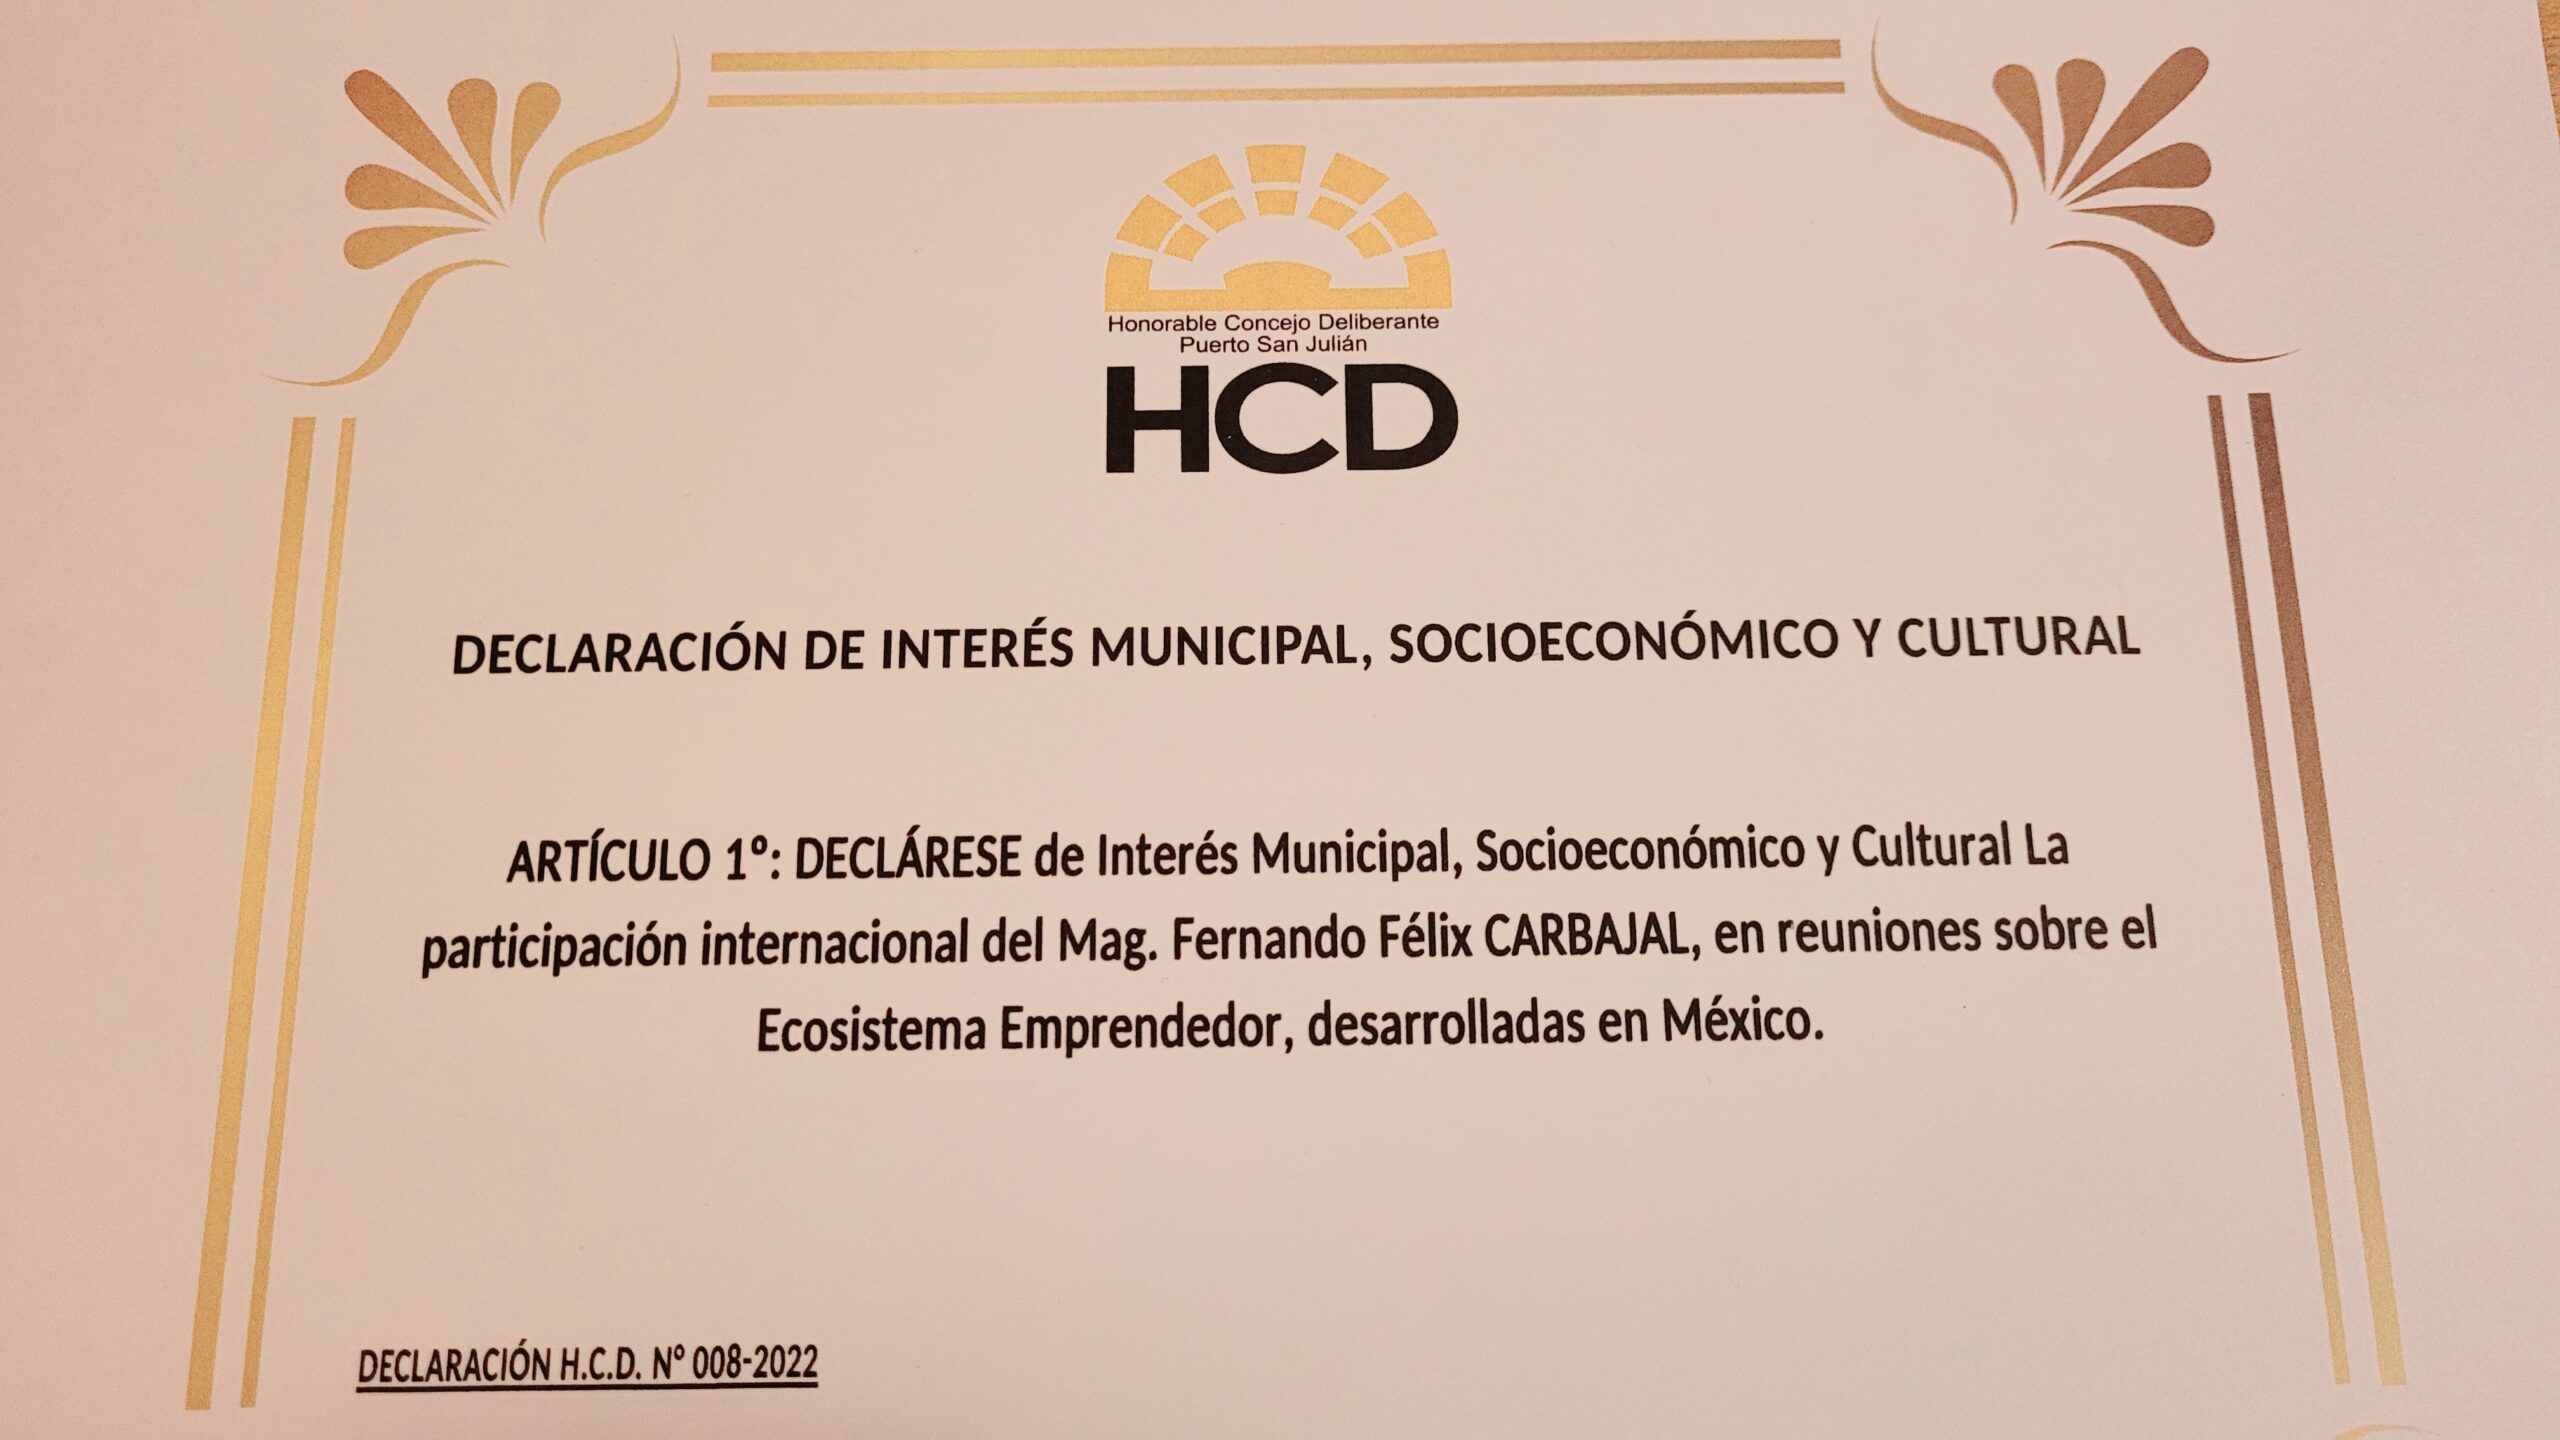 Honorable Concejo Deliberante
Puerto San Julián
HCD
DECLARACIÓN DE INTERÉS MUNICIPAL, SOCIOECONÓMICO Y CULTURAL
ARTÍCULO 1º: DECLÁRESE de Interés Municipal, Socioeconómico y Cultural La
participación internacional del Mag. Fernando Félix CARBAJAL, en reuniones sobre el
Ecosistema Emprendedor, desarrolladas en México.
DECLARACIÓN H.C.D. Nº 008-2022